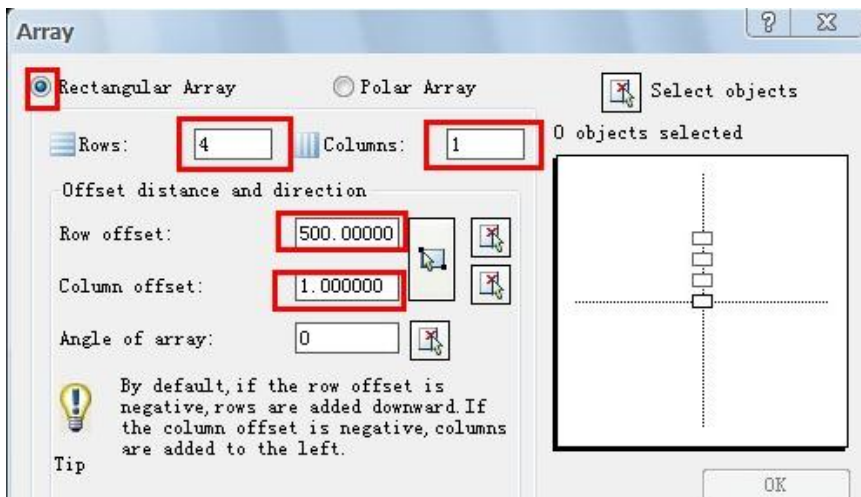 Array
Rectangular Array Polar Array Select objects
Rows: 4 Columns: 1 0 objects selected
Offset distance and direction
Row offset: 500.00000
Column offset: 1.000000
Angle of array: 0
By default, if the row offset is
negative, rows are added downward. If
the column offset is negative, columns
are added to the left.
Tip
OK